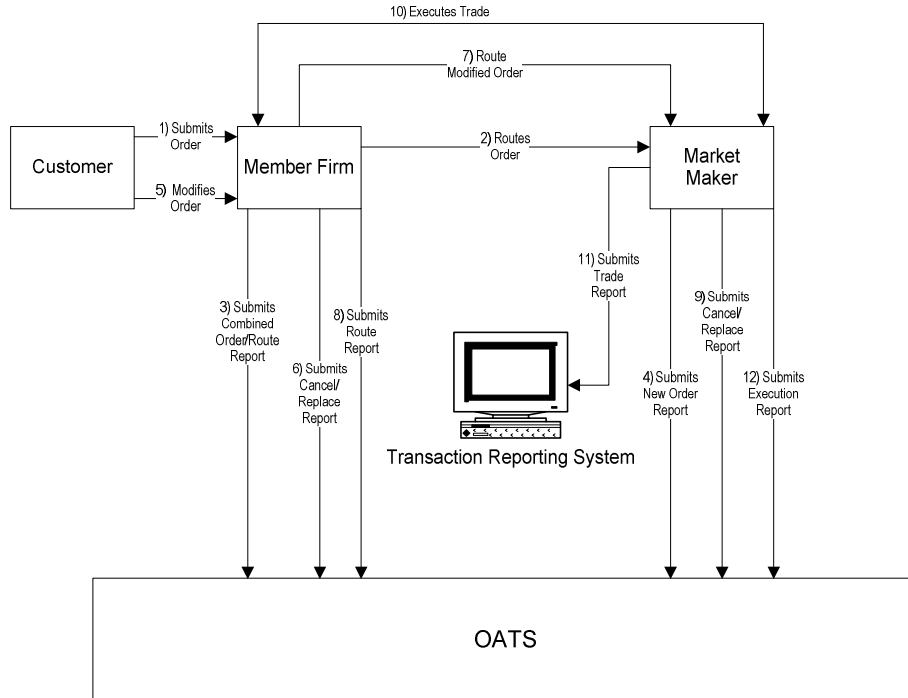 10) Executes Trade
7) Route
Modified Order
1) Submits
Order
2) Routes
Order
Customer
Member Firm
Market
Maker
5) Modifies
Order
11) Submits
Trade
Report
3) Submits
Combined
Order/Route
Report
8) Submits
Route
Report
9) Submits
Cancel/
Replace
Report
6) Submits
Cancel/
Replace
Report
4) Submits
New Order
Report
12) Submits
Execution
Report
Transaction Reporting System
OATS